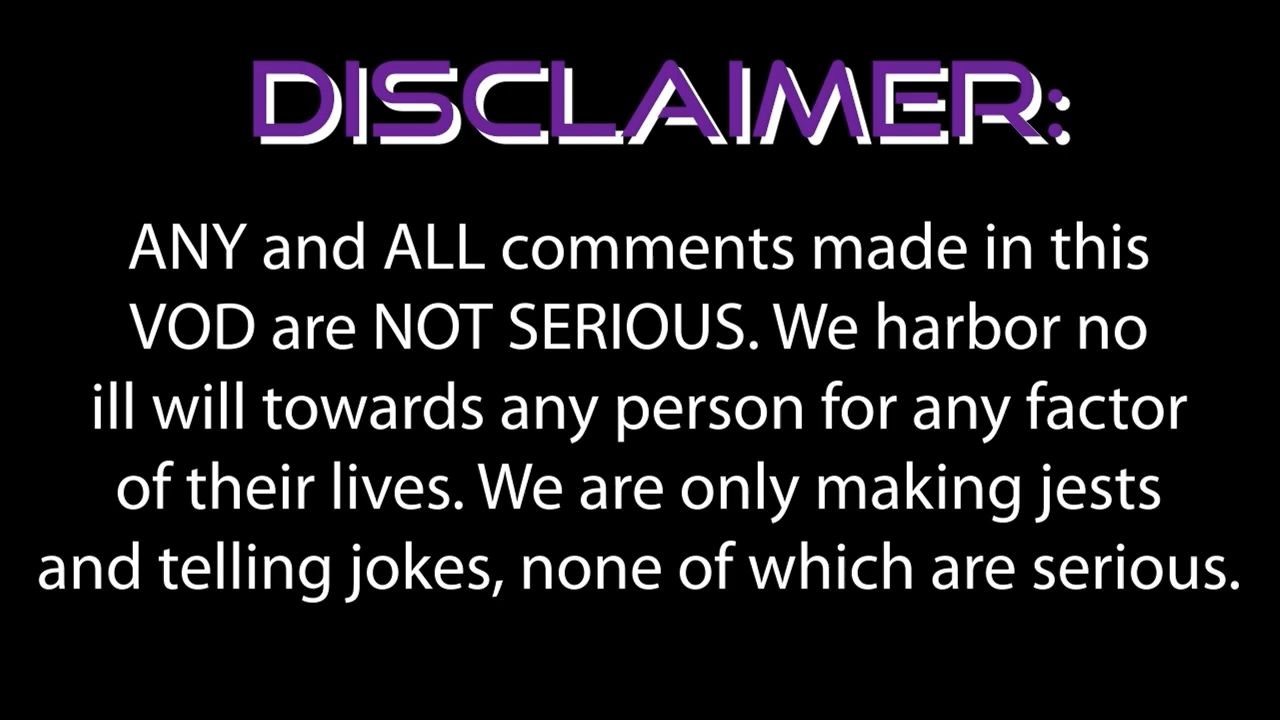 DISCLAIMER:
ANY and ALL comments made in this
VOD are NOT SERIOUS. We harbor no
ill will towards any person for any factor
of their lives. We are only making jests
and telling jokes, none of which are serious.